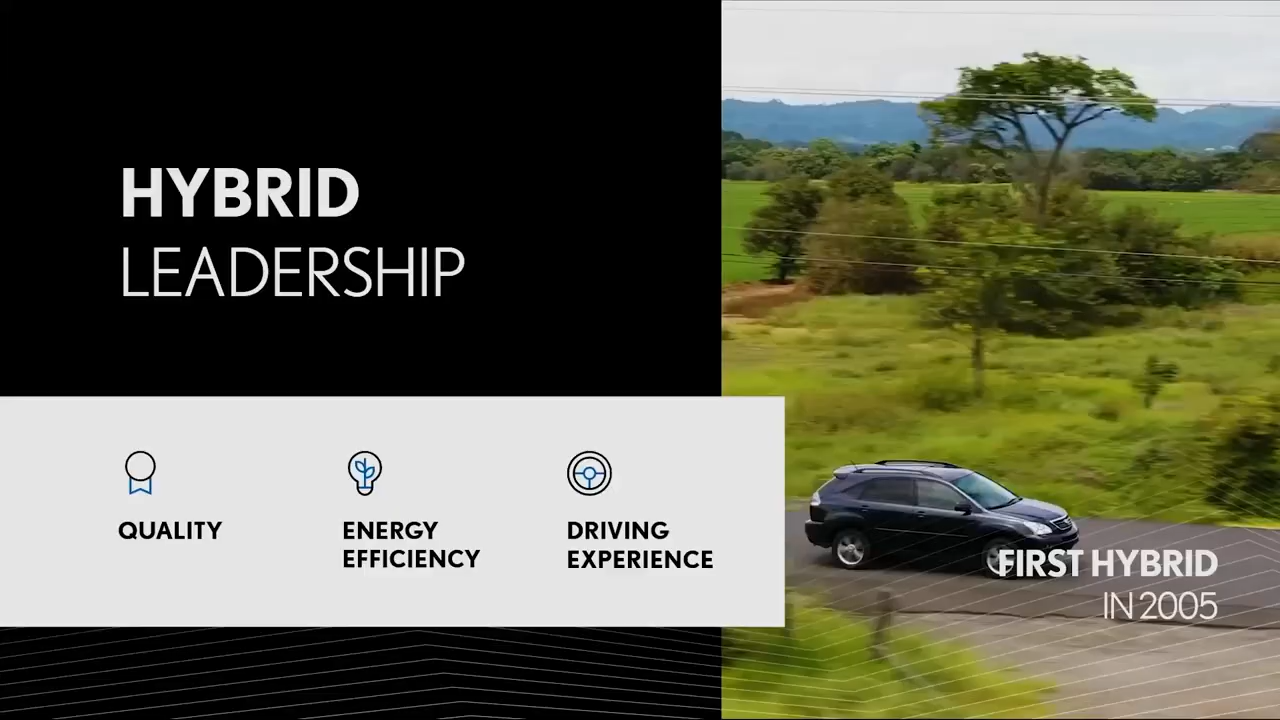 HYBRID
LEADERSHIP
QUALITY
ENERGY
EFFICIENCY
DRIVING
EXPERIENCE
FIRST HYBRID
IN 2005